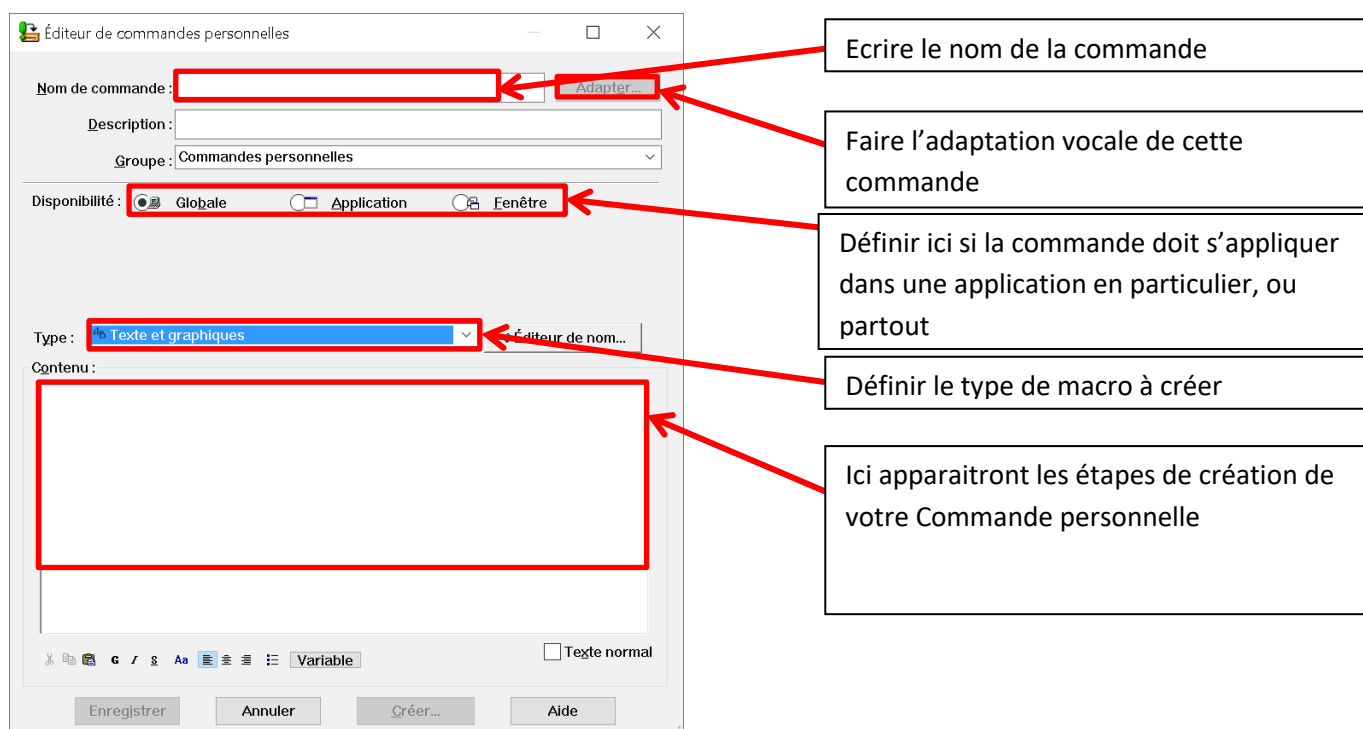 Éditeur de commandes personnelles
Nom de commande :
Adapter...
Description :
Groupe : Commandes personnelles
Disponibilité : Globale Application Fenêtre
Type : Texte et graphiques
Éditeur de nom...
Contenu :
G I S Aa Variable
Texte normal
Enregistrer Annuler Créer... Aide
Ecrire le nom de la commande
Faire l’adaptation vocale de cette
commande
Définir ici si la commande doit s’appliquer
dans une application en particulier, ou
partout
Définir le type de macro à créer
Ici apparaitront les étapes de création de
votre Commande personnelle